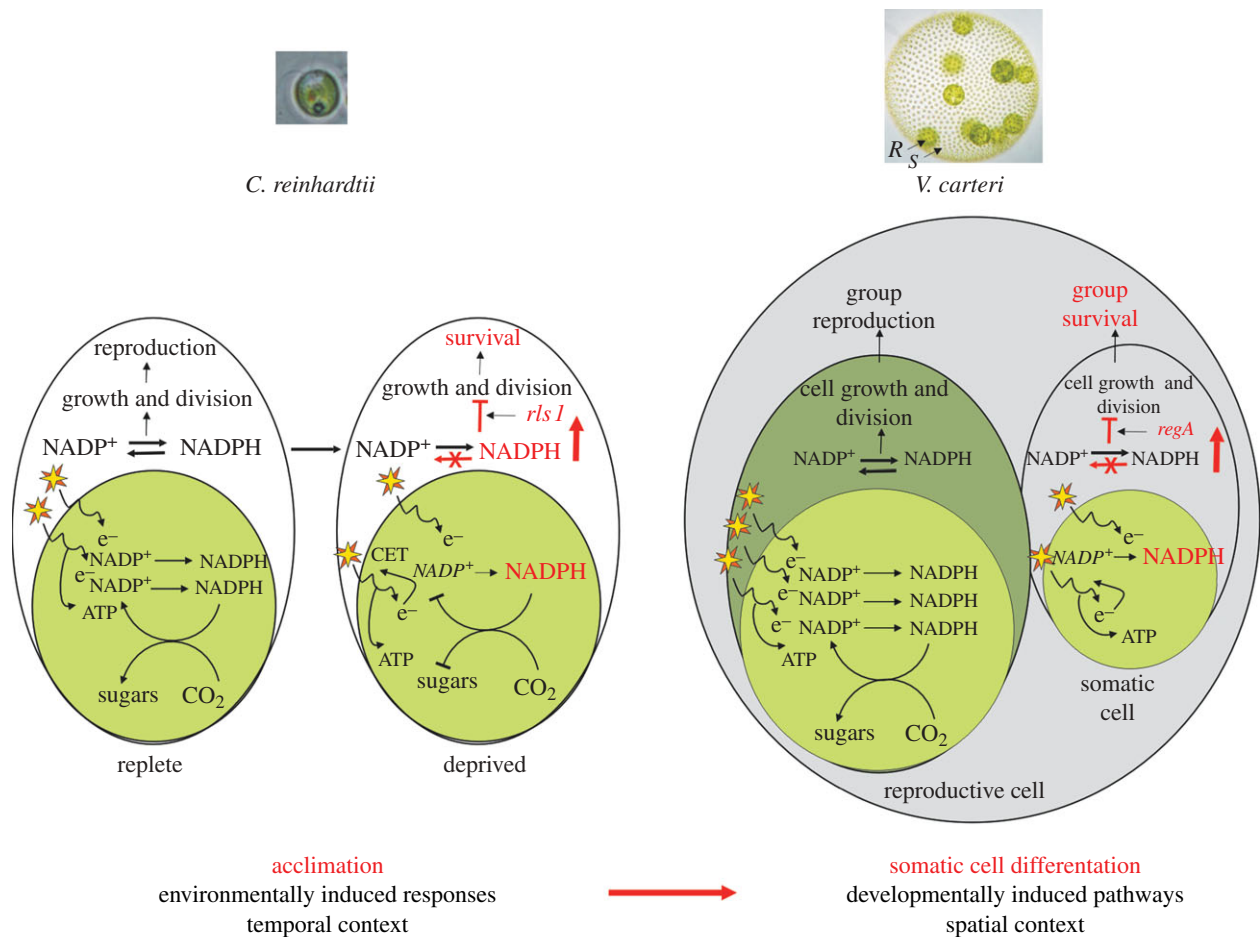 C. reinhardtii
R
S
V. carteri
reproduction
growth and division
NADP+ NADPH
e–
NADP+ NADPH
e–
NADP+ NADPH
ATP
sugars CO2
replete
survival
growth and division
rls1
NADP+ NADPH
e–
CET
NADP+ NADPH
e–
ATP
sugars CO2
deprived
group
reproduction
cell growth and
division
NADP+ NADPH
e–
NADP+ NADPH
e–
NADP+ NADPH
e–
NADP+ NADPH
ATP
sugars CO2
reproductive cell
group
survival
cell growth and
division
regA
NADP+ NADPH
e–
NADP+ NADPH
e–
ATP
somatic
cell
acclimation
environmentally induced responses
temporal context
somatic cell differentation
developmentally induced pathways
spatial context